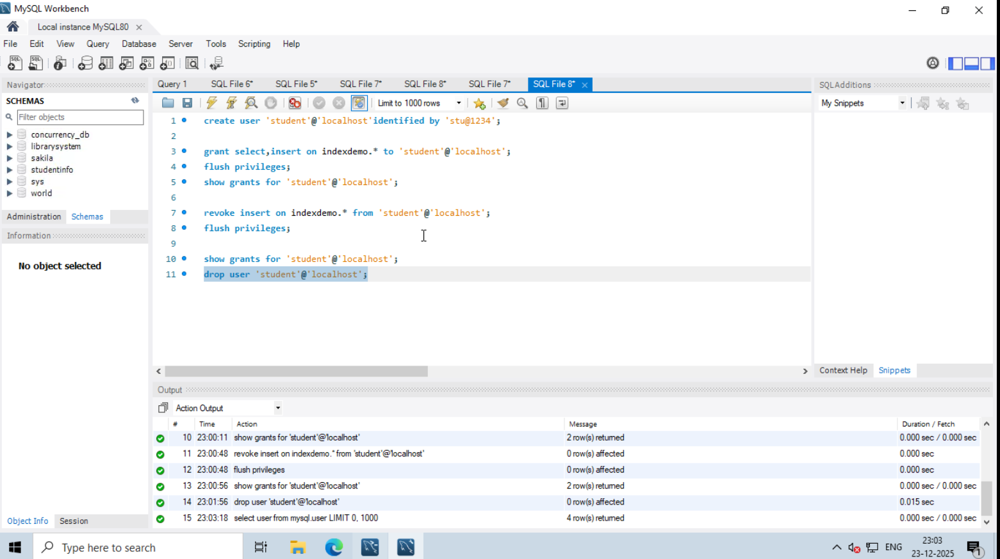 MySQL Workbench
Local instance MySQL80
File Edit View Query Database Server Tools Scripting Help
Navigator
SCHEMAS
Filter objects
concurrency_db
librarysystem
sakila
studentinfo
sys
world
Administration Schemas
Information
No object selected
Object Info Session
Query 1 SQL File 6* SQL File 5* SQL File 7* SQL File 8* SQL File 7* SQL File 8*
Limit to 1000 rows
1 create user 'student'@'localhost'identified by 'stu@1234';
2
3 grant select,insert on indexdemo.* to 'student'@'localhost';
4 flush privileges;
5 show grants for 'student'@'localhost';
6
7 revoke insert on indexdemo.* from 'student'@'localhost';
8 flush privileges;
9
10 show grants for 'student'@'localhost';
11 drop user 'student'@'localhost';
SQLAdditions
My Snippets
Context Help Snippets
Output
Action Output
# Time Action Message Duration / Fetch
10 23:00:11 show grants for 'student'@'localhost' 2 row(s) returned 0.000 sec / 0.000 sec
11 23:00:48 revoke insert on indexdemo.* from 'student'@'localhost' 0 row(s) affected 0.000 sec
12 23:00:48 flush privileges 0 row(s) affected 0.000 sec
13 23:00:56 show grants for 'student'@'localhost' 2 row(s) returned 0.000 sec / 0.000 sec
14 23:01:56 drop user 'student'@'localhost' 0 row(s) affected 0.015 sec
15 23:03:18 select user from mysql.user LIMIT 0, 1000 4 row(s) returned 0.000 sec / 0.000 sec
Type here to search
ENG
23:03
23-12-2025
1